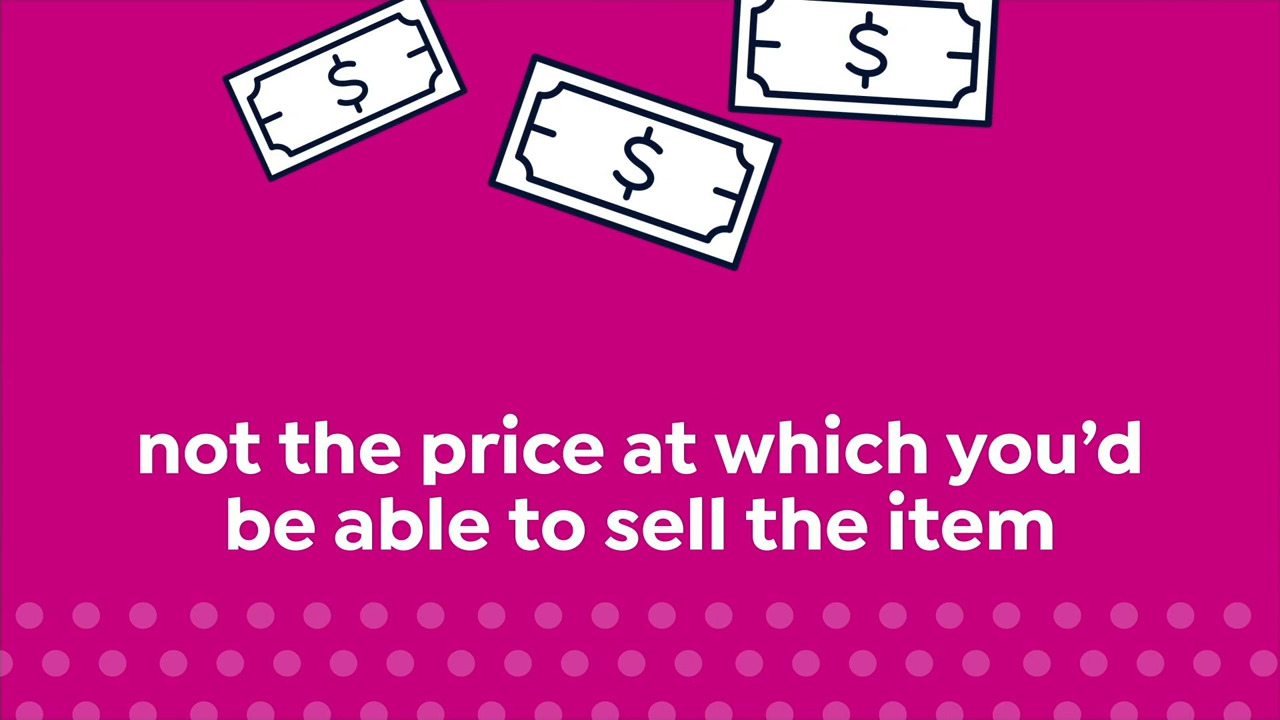 $
$
$
not the price at which you’d
be able to sell the item